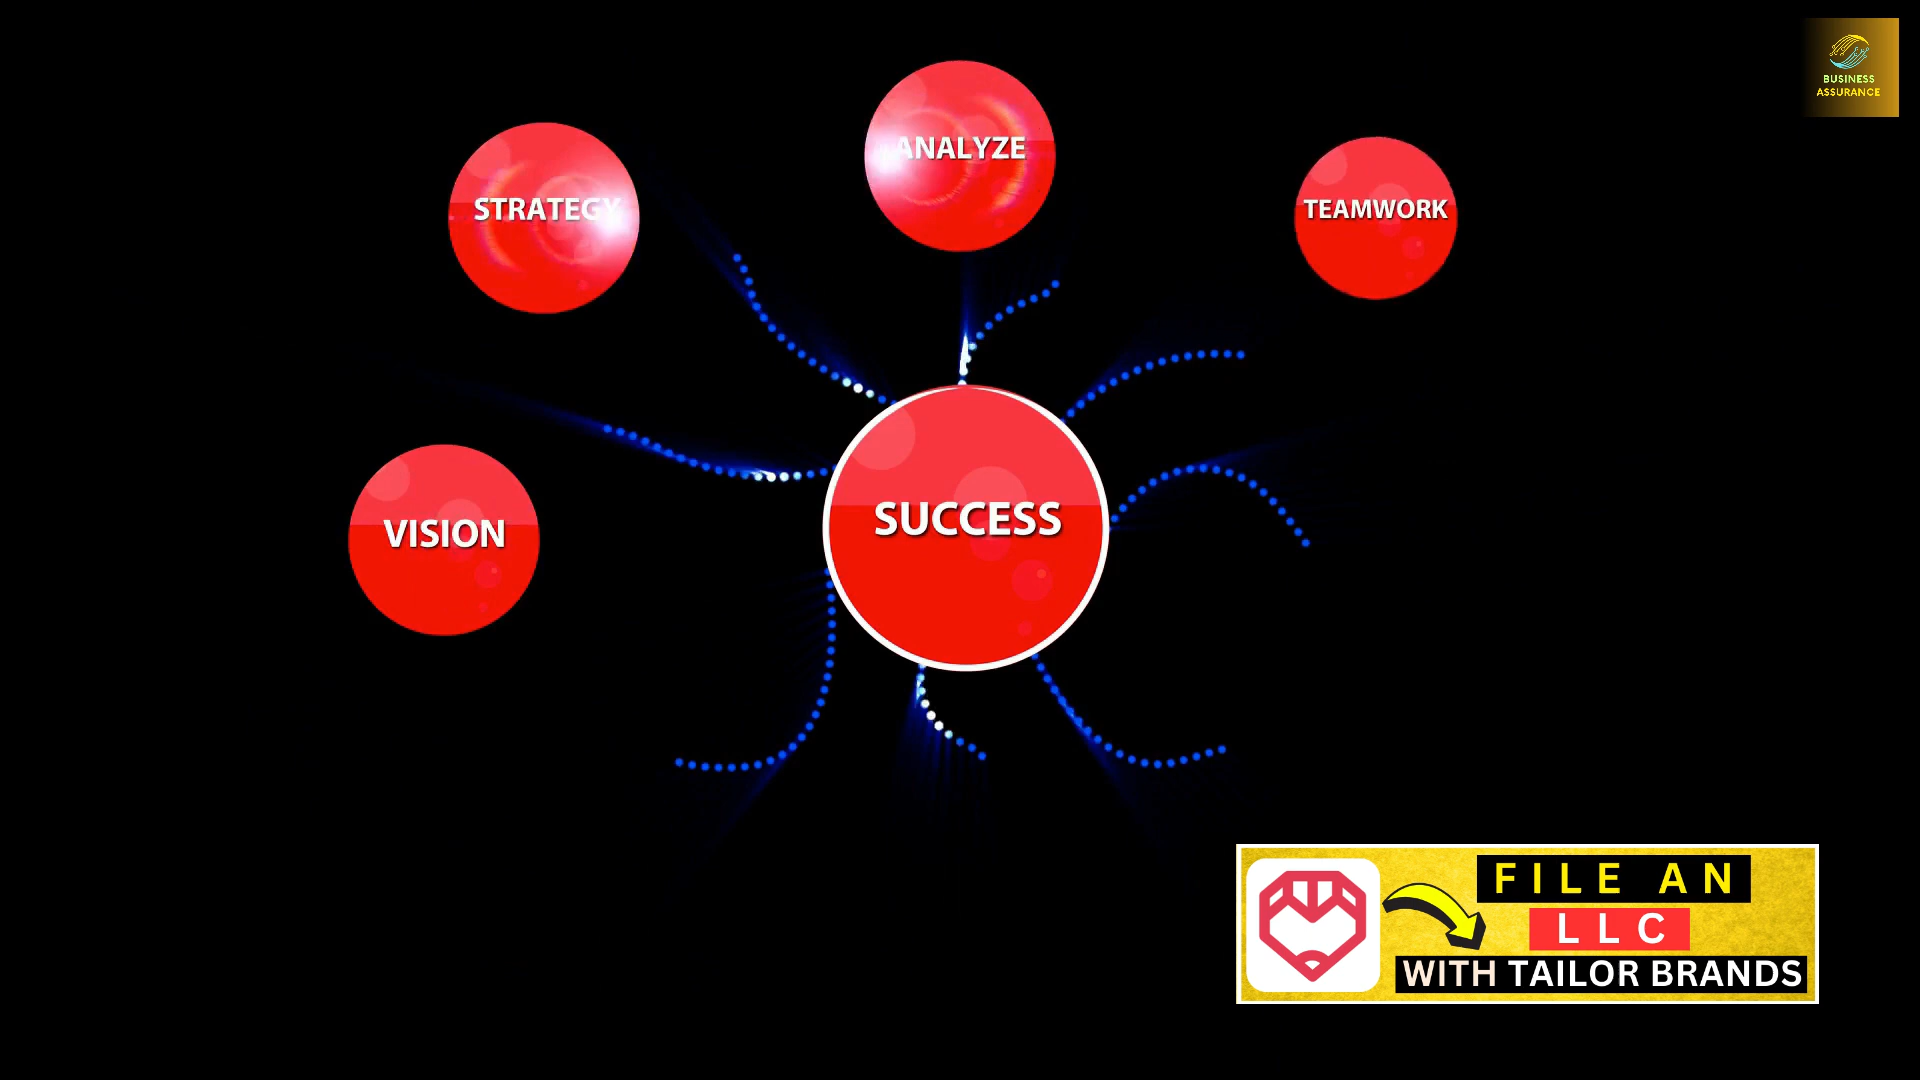 BUSINESS
ASSURANCE
ANALYZE
STRATEGY
TEAMWORK
SUCCESS
VISION
FILE AN
LLC
WITH TAILOR BRANDS